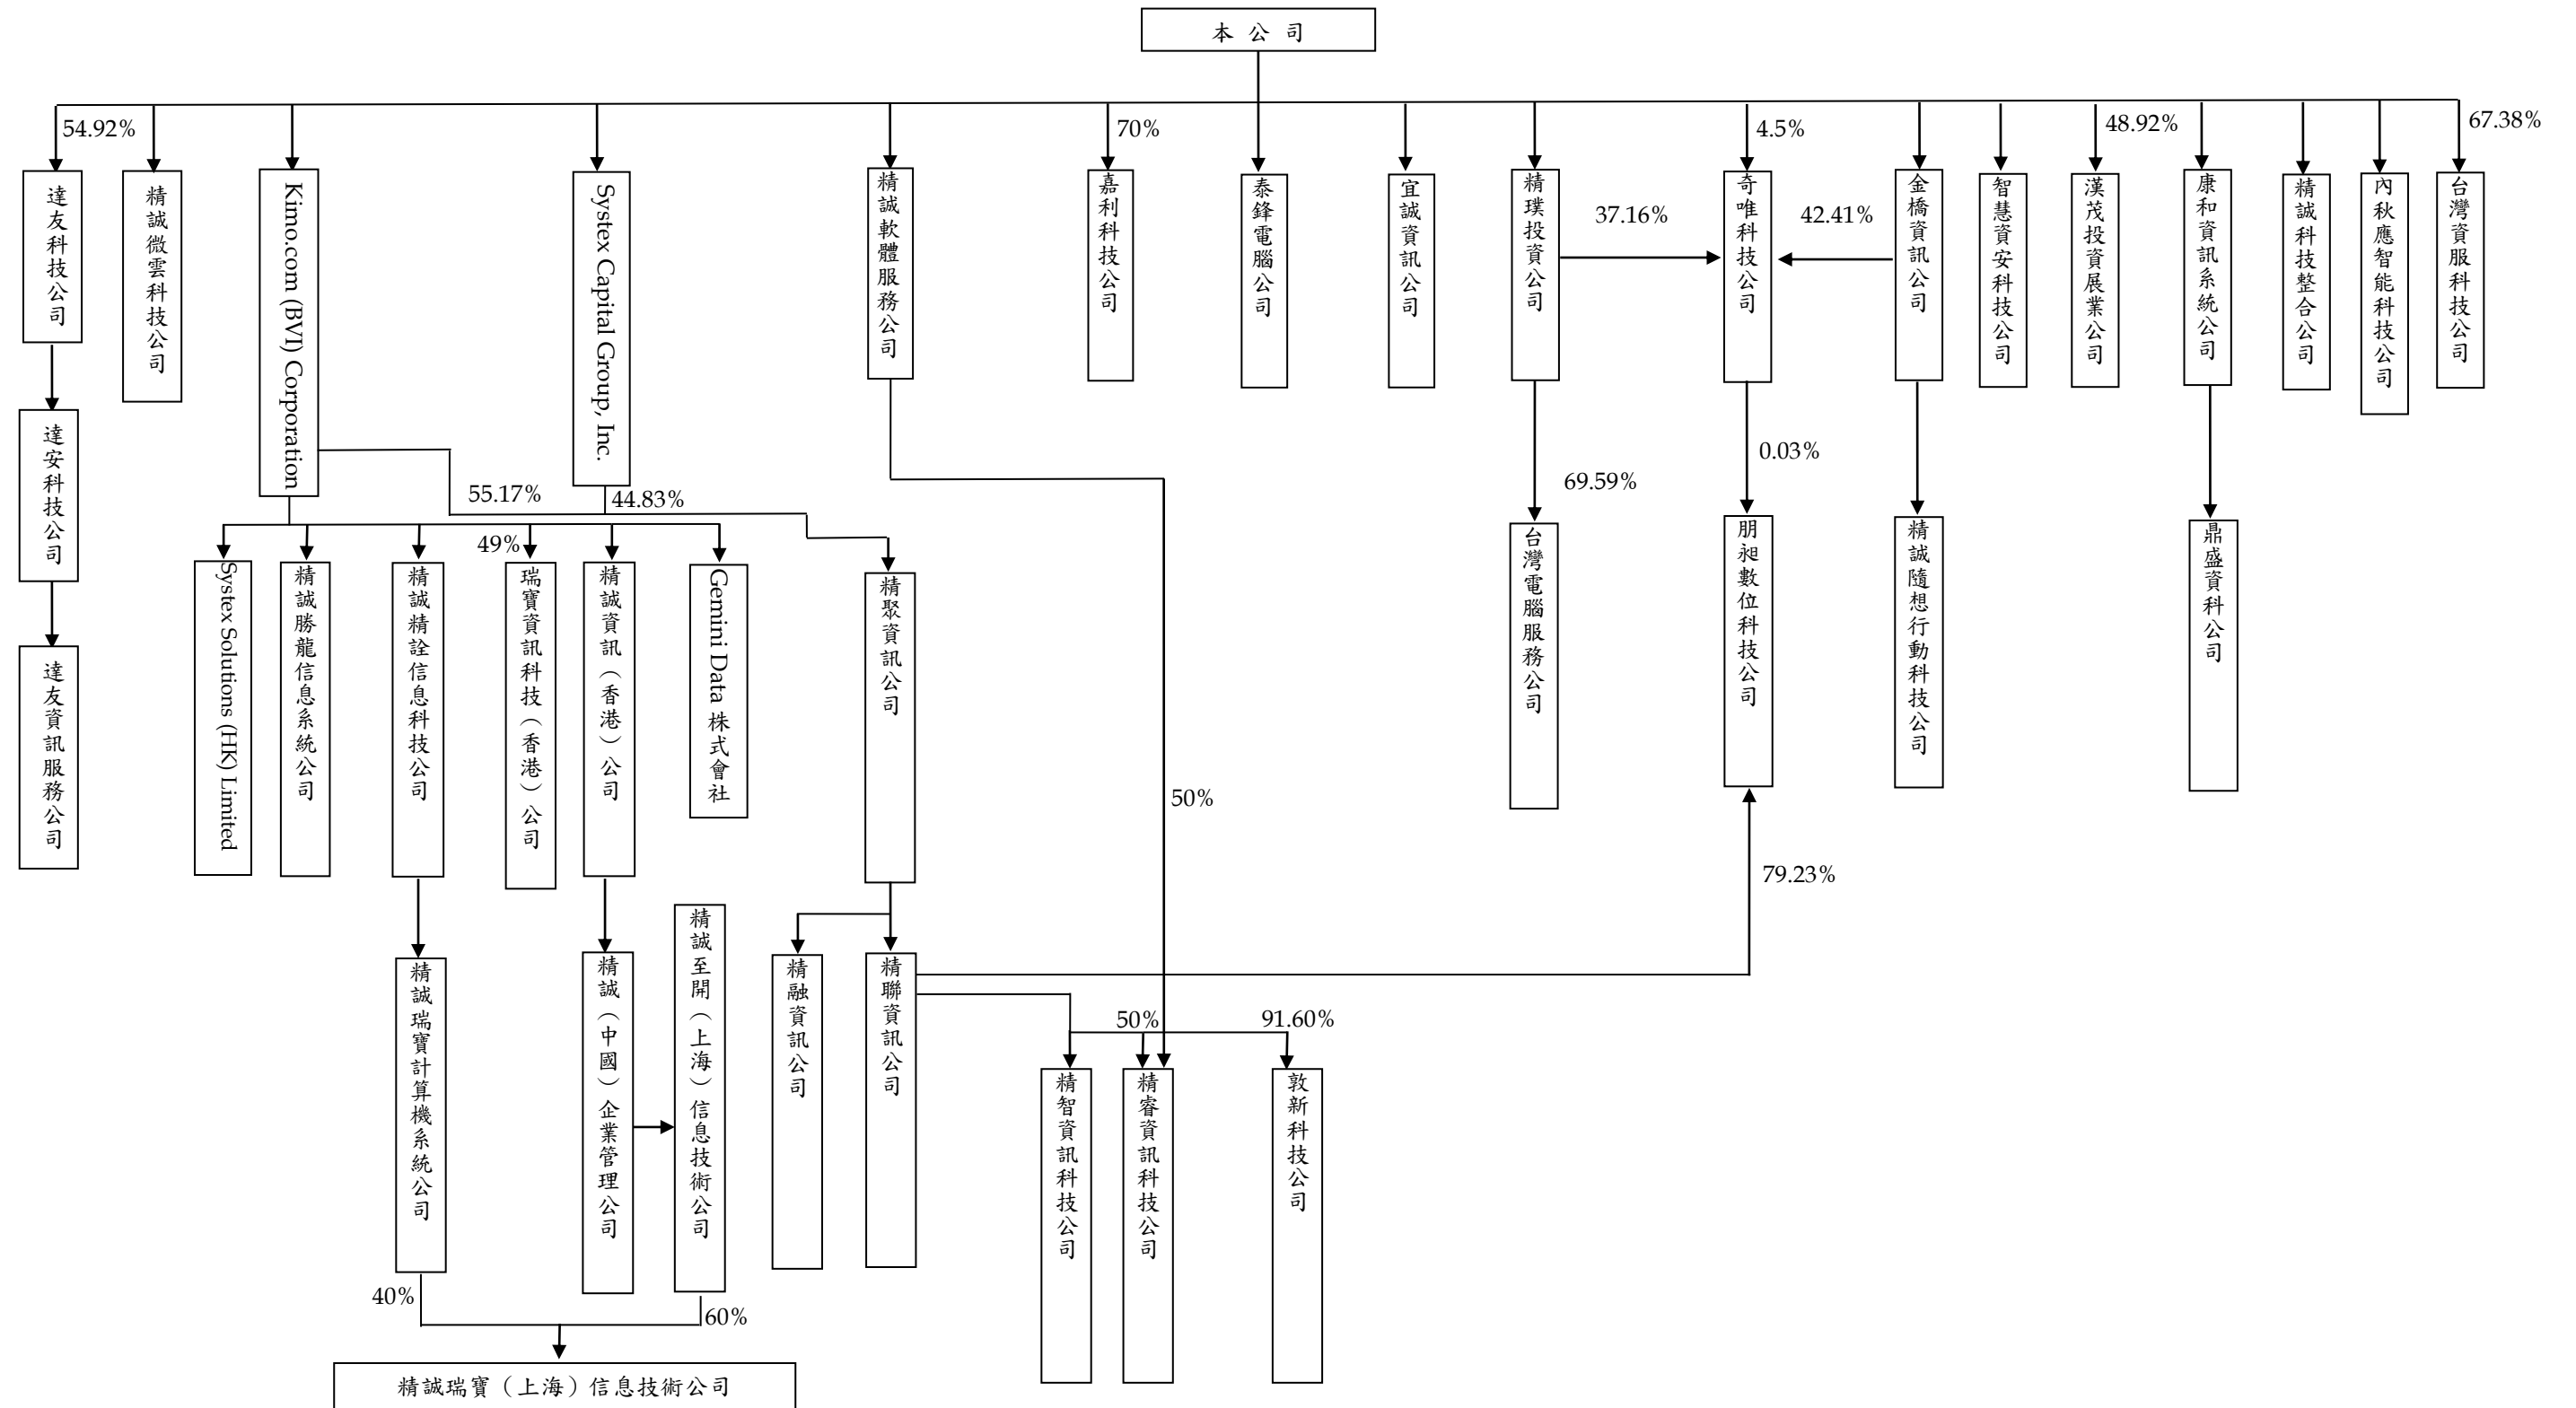 本公司
54.92%
70%
4.5%
48.92%
67.38%
達友科技公司
精誠微雲科技公司
Kimo.com (BVI) Corporation
Systex Capital Group, Inc.
精誠軟體服務公司
嘉利科技公司
泰鋒電腦公司
宜誠資訊公司
精璞投資公司
37.16%
奇唯科技公司
42.41%
金橋資訊公司
智慧資安科技公司
漢茂投資展業公司
康和資訊系統公司
精誠科技整合公司
內秋應智能科技公司
台灣資服科技公司
達安科技公司
55.17%
44.83%
69.59%
0.03%
49%
Systex Solutions (HK) Limited
精誠勝龍信息系統公司
精誠精詮信息科技公司
瑞寶資訊科技（香港）公司
精誠資訊（香港）公司
Gemini Data 株式會社
精聚資訊公司
台灣電腦服務公司
朋昶數位科技公司
精誠隨想行動科技公司
鼎盛資科公司
達友資訊服務公司
50%
79.23%
精誠瑞寶計算機系統公司
精誠（中國）企業管理公司
精誠至開（上海）信息技術公司
精融資訊公司
精聯資訊公司
50%
91.60%
精智資訊科技公司
精睿資訊科技公司
敦新科技公司
40%
60%
精誠瑞寶（上海）信息技術公司